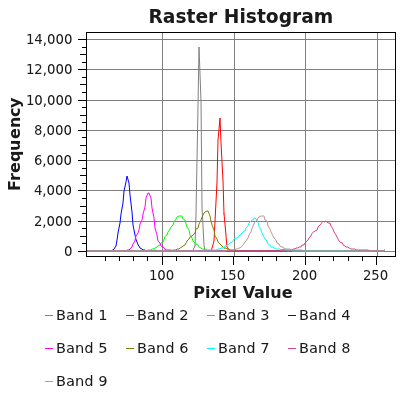 Raster Histogram
14,000
12,000
10,000
8,000
6,000
4,000
2,000
0
Frequency
100
150
200
250
Pixel Value
Band 1 Band 2 Band 3 Band 4
Band 5 Band 6 Band 7 Band 8
Band 9